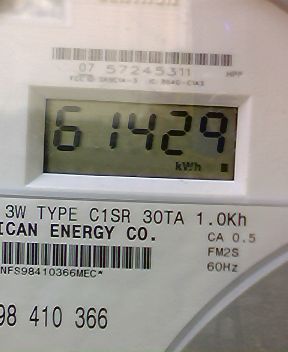 07 57245311 HPP
61429
kWh
3W TYPE C1SR 30TA 1.0Kh
ICAN ENERGY CO.
CA 0.5
FM2S
60Hz
NFS98410366MEC*
98 410 366